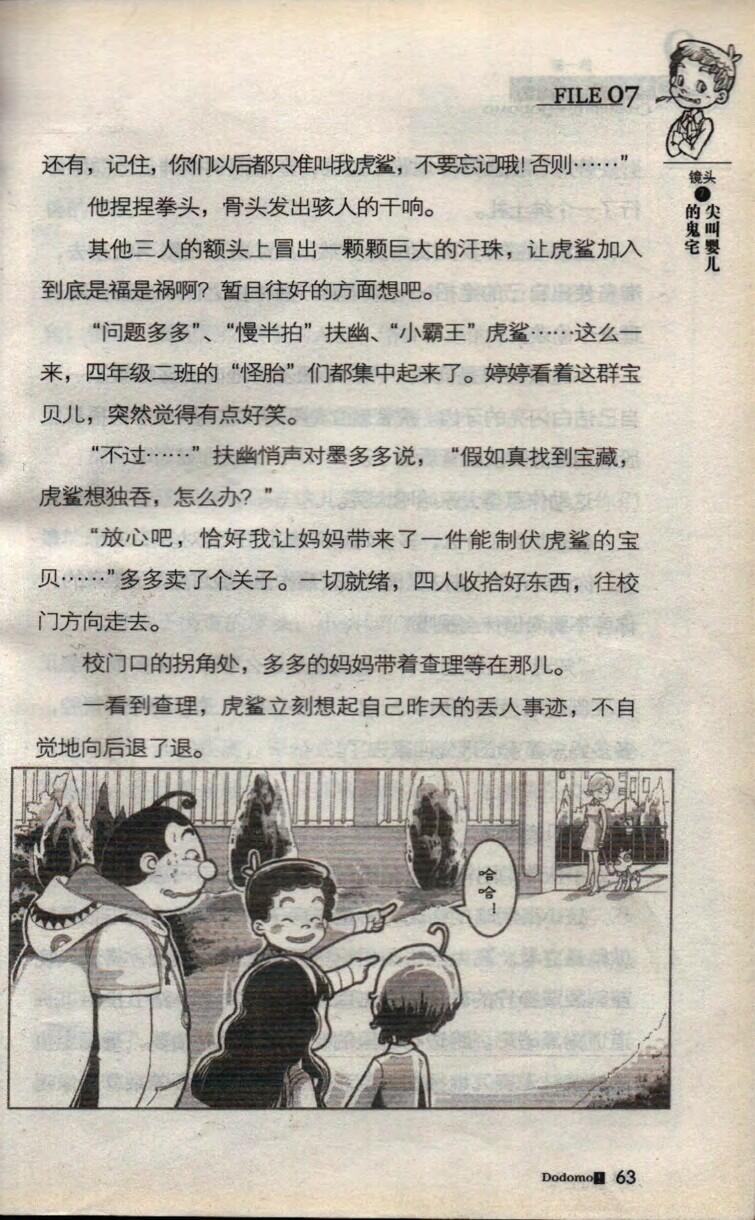 FILE 07
镜头
7
尖叫婴儿
的鬼宅
还有，记住，你们以后都只准叫我虎鲨，不要忘记哦！否则……”
他捏捏拳头，骨头发出骇人的干响。
其他三人的额头上冒出一颗颗巨大的汗珠，让虎鲨加入
到底是福是祸啊？暂且往好的方面想吧。
“问题多多”、“慢半拍”扶幽、“小霸王”虎鲨……这么一
来，四年级二班的“怪胎”们都集中起来了。婷婷看着这群宝
贝儿，突然觉得有点好笑。
“不过……”扶幽悄声对墨多多说，“假如真找到宝藏，
虎鲨想独吞，怎么办？”
“放心吧，恰好我让妈妈带来了一件能制伏虎鲨的宝
贝……”多多卖了个关子。一切就绪，四人收拾好东西，往校
门方向走去。
校门口的拐角处，多多的妈妈带着查理等在那儿。
一看到查理，虎鲨立刻想起自己昨天的丢人事迹，不自
觉地向后退了退。
哈哈！
Dodomo! 63